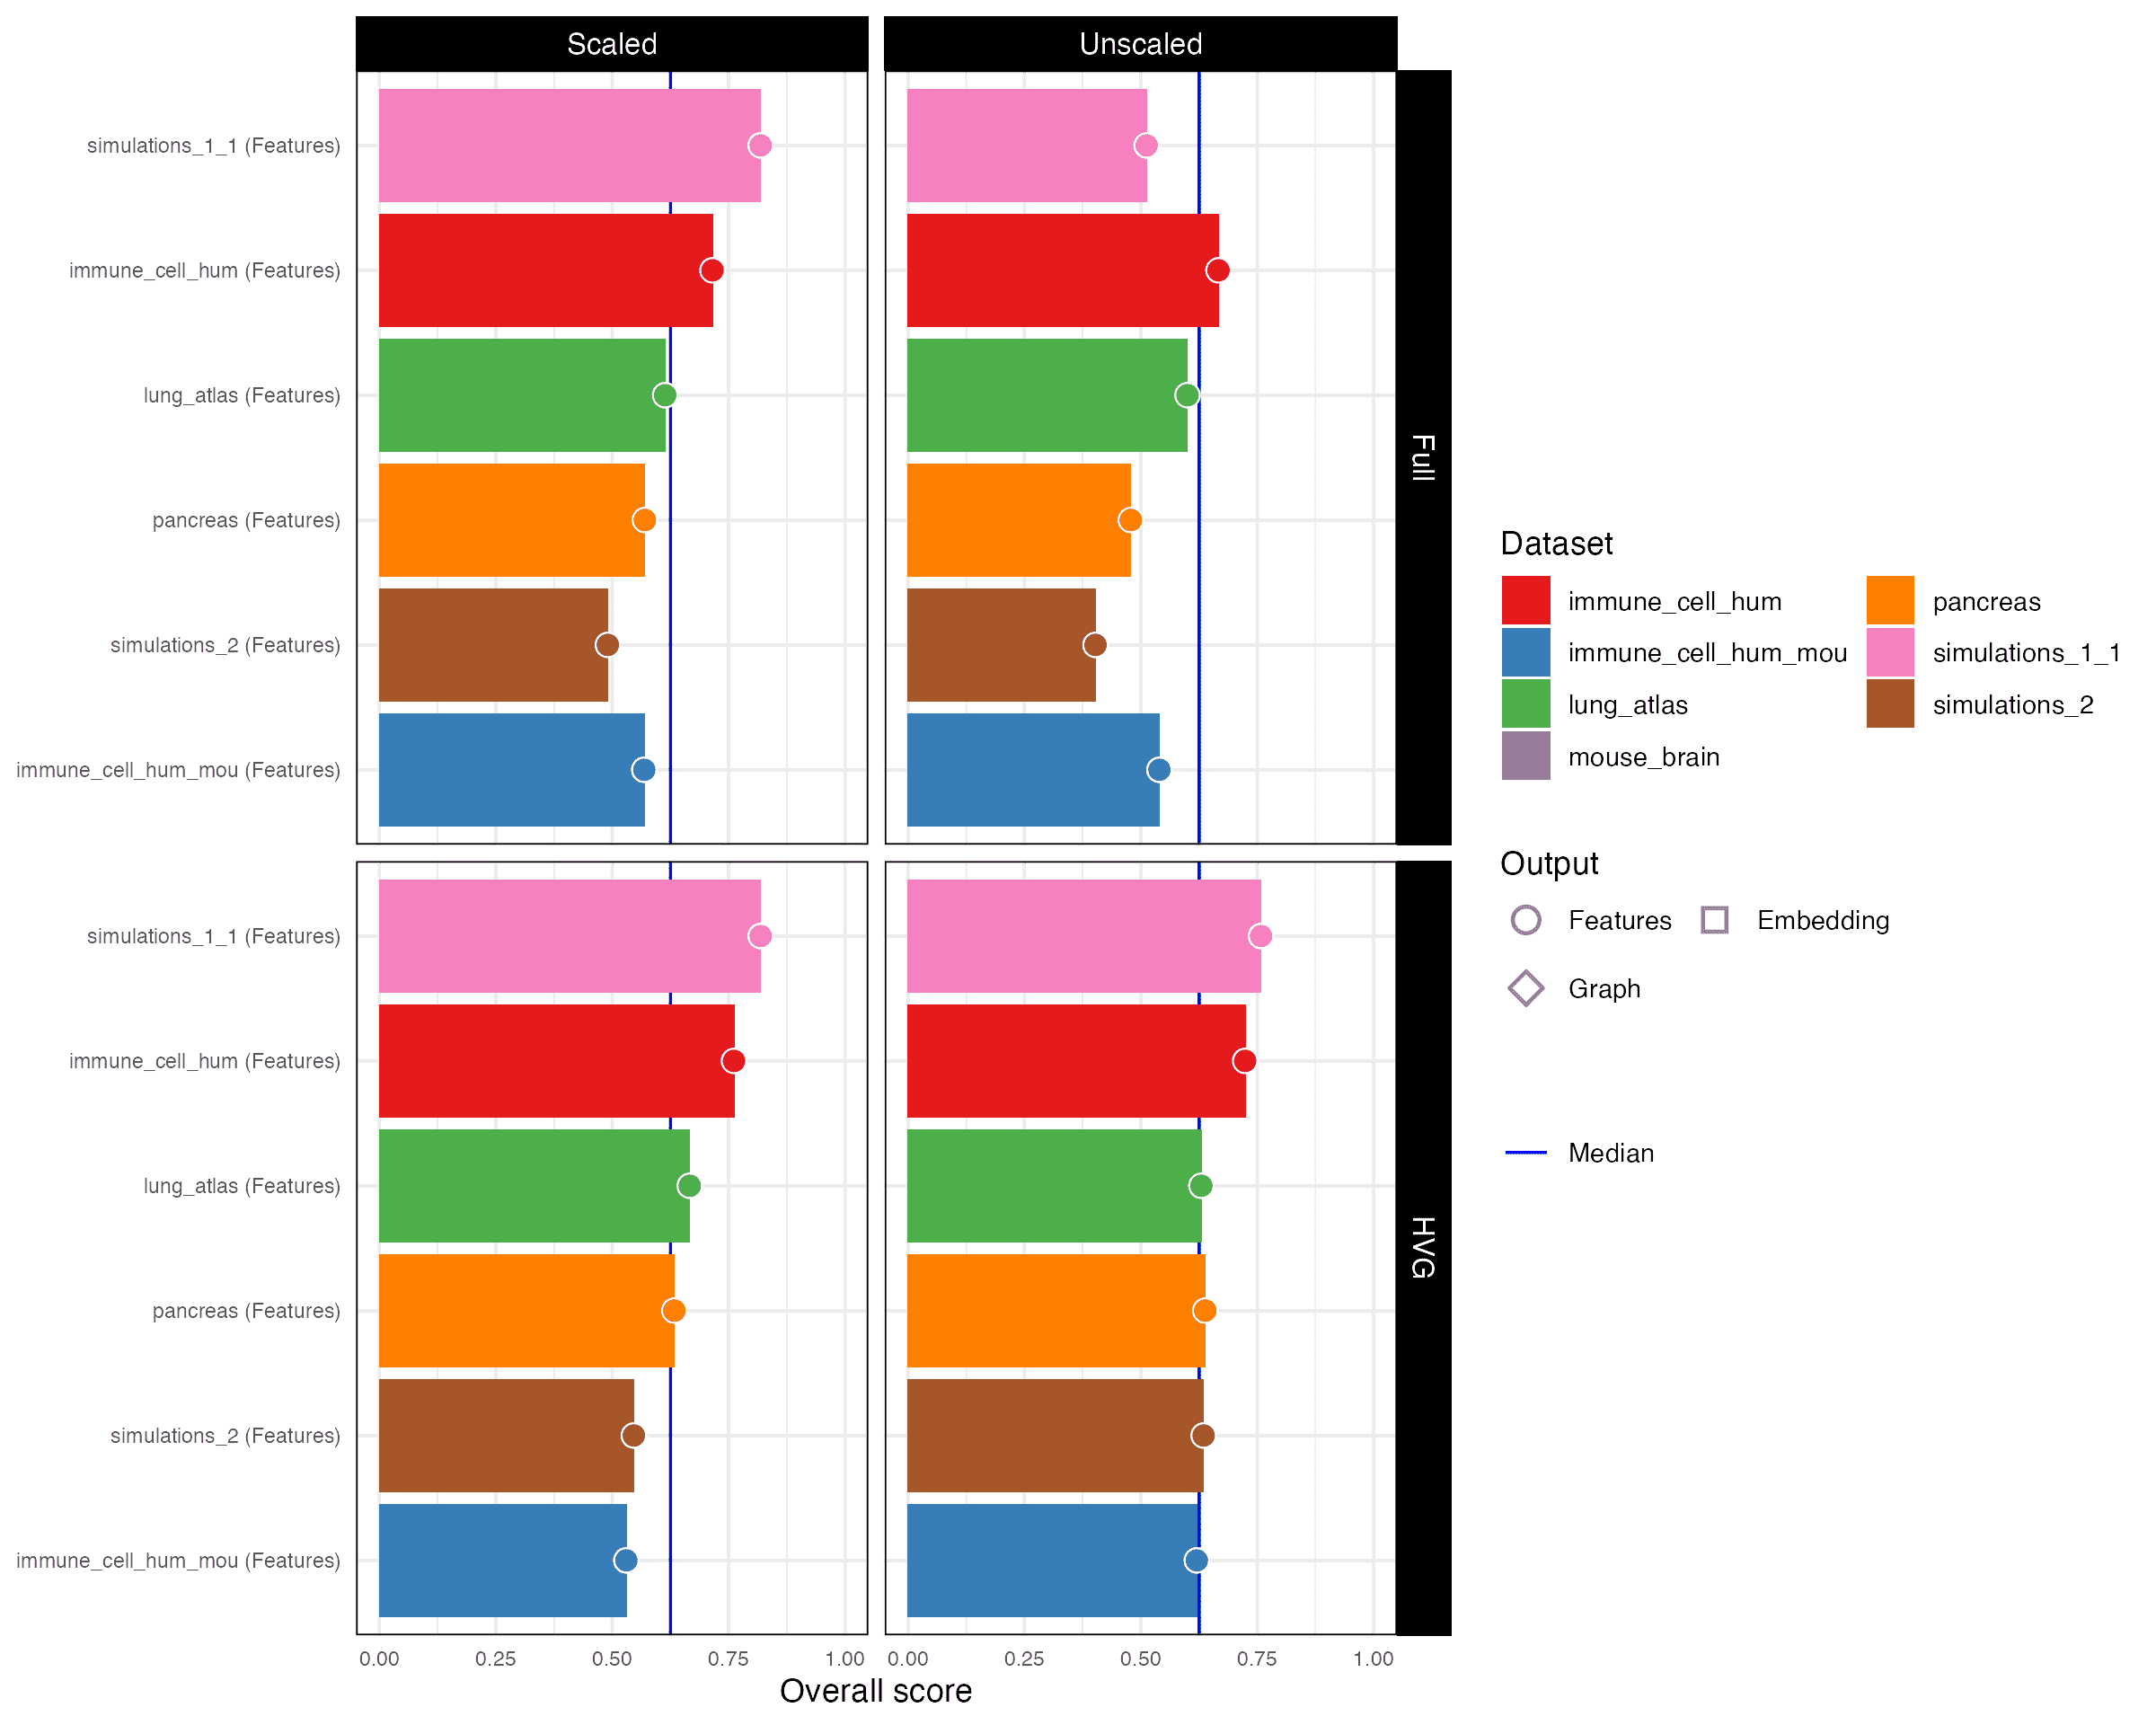 Scaled
Unscaled
simulations_1_1 (Features)
immune_cell_hum (Features)
lung_atlas (Features)
pancreas (Features)
simulations_2 (Features)
immune_cell_hum_mou (Features)
Full
simulations_1_1 (Features)
immune_cell_hum (Features)
lung_atlas (Features)
pancreas (Features)
simulations_2 (Features)
immune_cell_hum_mou (Features)
HVG
0.00 0.25 0.50 0.75 1.00
0.00 0.25 0.50 0.75 1.00
Overall score
Dataset
immune_cell_hum
immune_cell_hum_mou
lung_atlas
mouse_brain
pancreas
simulations_1_1
simulations_2
Output
Features
Embedding
Graph
Median